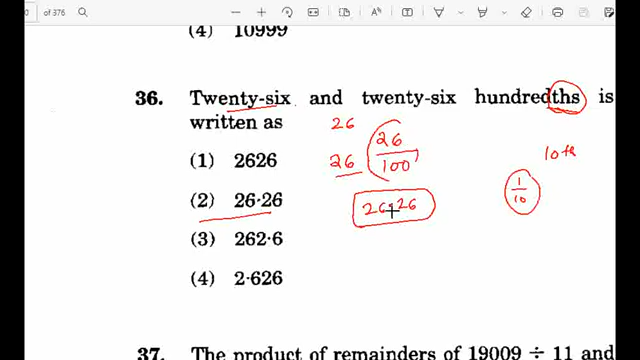 of 376
(4) 10999
36. Twenty-six and twenty-six hundredths is
written as
26
26 26/100
10th
1/10
(1) 2626
(2) 26·26
26·26
(3) 262·6
(4) 2·626
37. The product of remainders of 19009 ÷ 11 and